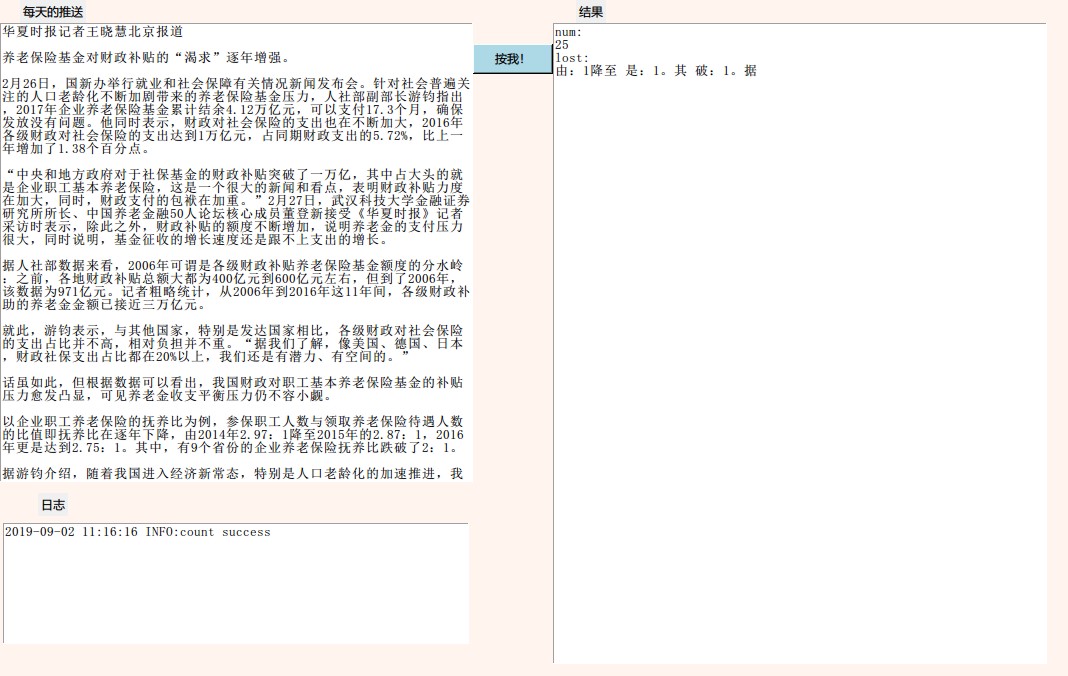 每天的推送
华夏时报记者王晓慧北京报道
养老保险基金对财政补贴的“渴求”逐年增强。
2月26日，国新办举行就业和社会保障有关情况新闻发布会。针对社会普遍关
注的人口老龄化不断加剧带来的养老保险基金压力，人社部副部长游钧指出
，2017年企业养老保险基金累计结余4.12万亿元，可以支付17.3个月，确保
发放没有问题。他同时表示，财政对社会保险的支出也在不断加大，2016年
各级财政对社会保险的支出达到1万亿元，占同期财政支出的5.72%，比上一
年增加了1.38个百分点。
“中央和地方政府对于社保基金的财政补贴突破了一万亿，其中占大头的就
是企业职工基本养老保险，这是一个很大的新闻和看点，表明财政补贴力度
在加大，同时，财政支付的包袱在加重。”2月27日，武汉科技大学金融证券
研究所所长、中国养老金融50人论坛核心成员董登新接受《华夏时报》记者
采访时表示，除此之外，财政补贴的额度不断增加，说明养老金的支付压力
很大，同时说明，基金征收的增长速度还是跟不上支出的增长。
据人社部数据来看，2006年可谓是各级财政补贴养老保险基金额度的分水岭
：之前，各地财政补贴总额大都为400亿元到600亿元左右，但到了2006年，
该数据为971亿元。记者粗略统计，从2006年到2016年这11年间，各级财政补
助的养老金金额已接近三万亿元。
就此，游钧表示，与其他国家，特别是发达国家相比，各级财政对社会保险
的支出占比并不高，相对负担并不重。“据我们了解，像美国、德国、日本
，财政社保支出占比都在20%以上，我们还是有潜力、有空间的。”
话虽如此，但根据数据可以看出，我国财政对职工基本养老保险基金的补贴
压力愈发凸显，可见养老金收支平衡压力仍不容小觑。
以企业职工养老保险的抚养比为例，参保职工人数与领取养老保险待遇人数
的比值即抚养比在逐年下降，由2014年2.97：1降至2015年的2.87：1，2016
年更是达到2.75：1。其中，有9个省份的企业养老保险抚养比跌破了2：1。
据游钧介绍，随着我国进入经济新常态，特别是人口老龄化的加速推进，我
按我！
结果
num:
25
lost:
由：1降至 是：1。其 破：1。据
日志
2019-09-02 11:16:16 INFO:count success